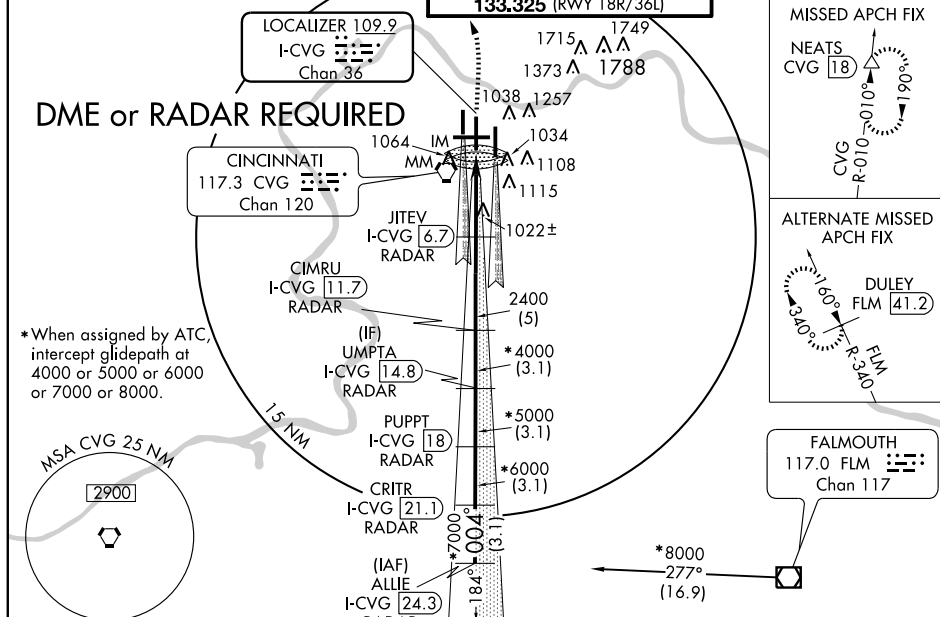 133.325 (RWY 18R/36L)
LOCALIZER 109.9
I-CVG
Chan 36
DME or RADAR REQUIRED
CINCINNATI
117.3 CVG
Chan 120
1715
1749
1373
1788
1038
1257
1064
IM
1034
MM
1108
1115
JITEV
I-CVG 6.7
RADAR
1022±
CIMRU
I-CVG 11.7
RADAR
2400
(5)
*When assigned by ATC,
intercept glidepath at
4000 or 5000 or 6000
or 7000 or 8000.
(IF)
UMPTA
I-CVG 14.8
RADAR
*4000
(3.1)
15 NM
PUPPT
I-CVG 18
RADAR
*5000
(3.1)
*6000
(3.1)
CRITR
I-CVG 21.1
RADAR
*7000
004°
(3.1)
(IAF)
ALLIE
I-CVG 24.3
RADAR
184°
MSA CVG 25 NM
2900
MISSED APCH FIX
NEATS
CVG 18
010°
190°
CVG
R-010
ALTERNATE MISSED
APCH FIX
DULEY
FLM 41.2
160°
340°
FLM
R-340
FALMOUTH
117.0 FLM
Chan 117
*8000
277°
(16.9)